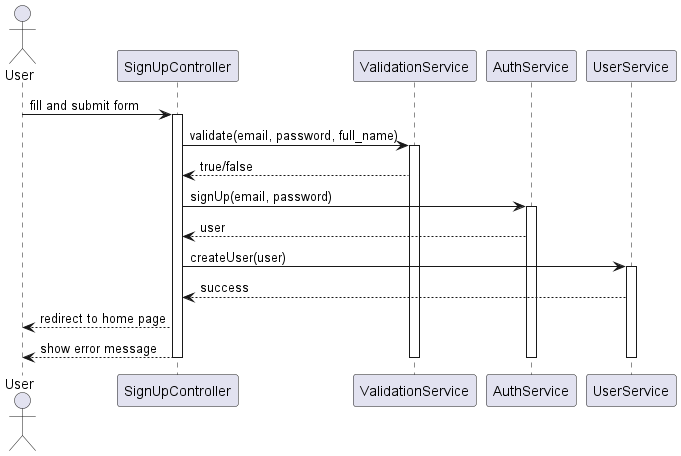 User
SignUpController
ValidationService
AuthService
UserService
fill and submit form
validate(email, password, full_name)
true/false
signUp(email, password)
user
createUser(user)
success
redirect to home page
show error message
User
SignUpController
ValidationService
AuthService
UserService